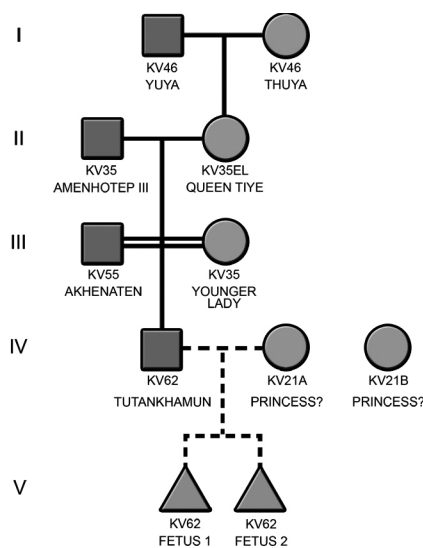 I
KV46 KV46
YUYA THUYA
II
KV35 KV35EL
AMENHOTEP III QUEEN TIYE
III
KV55 KV35
AKHENATEN YOUNGER
LADY
IV
KV62 KV21A KV21B
TUTANKHAMUN PRINCESS? PRINCESS?
V
KV62 KV62
FETUS 1 FETUS 2